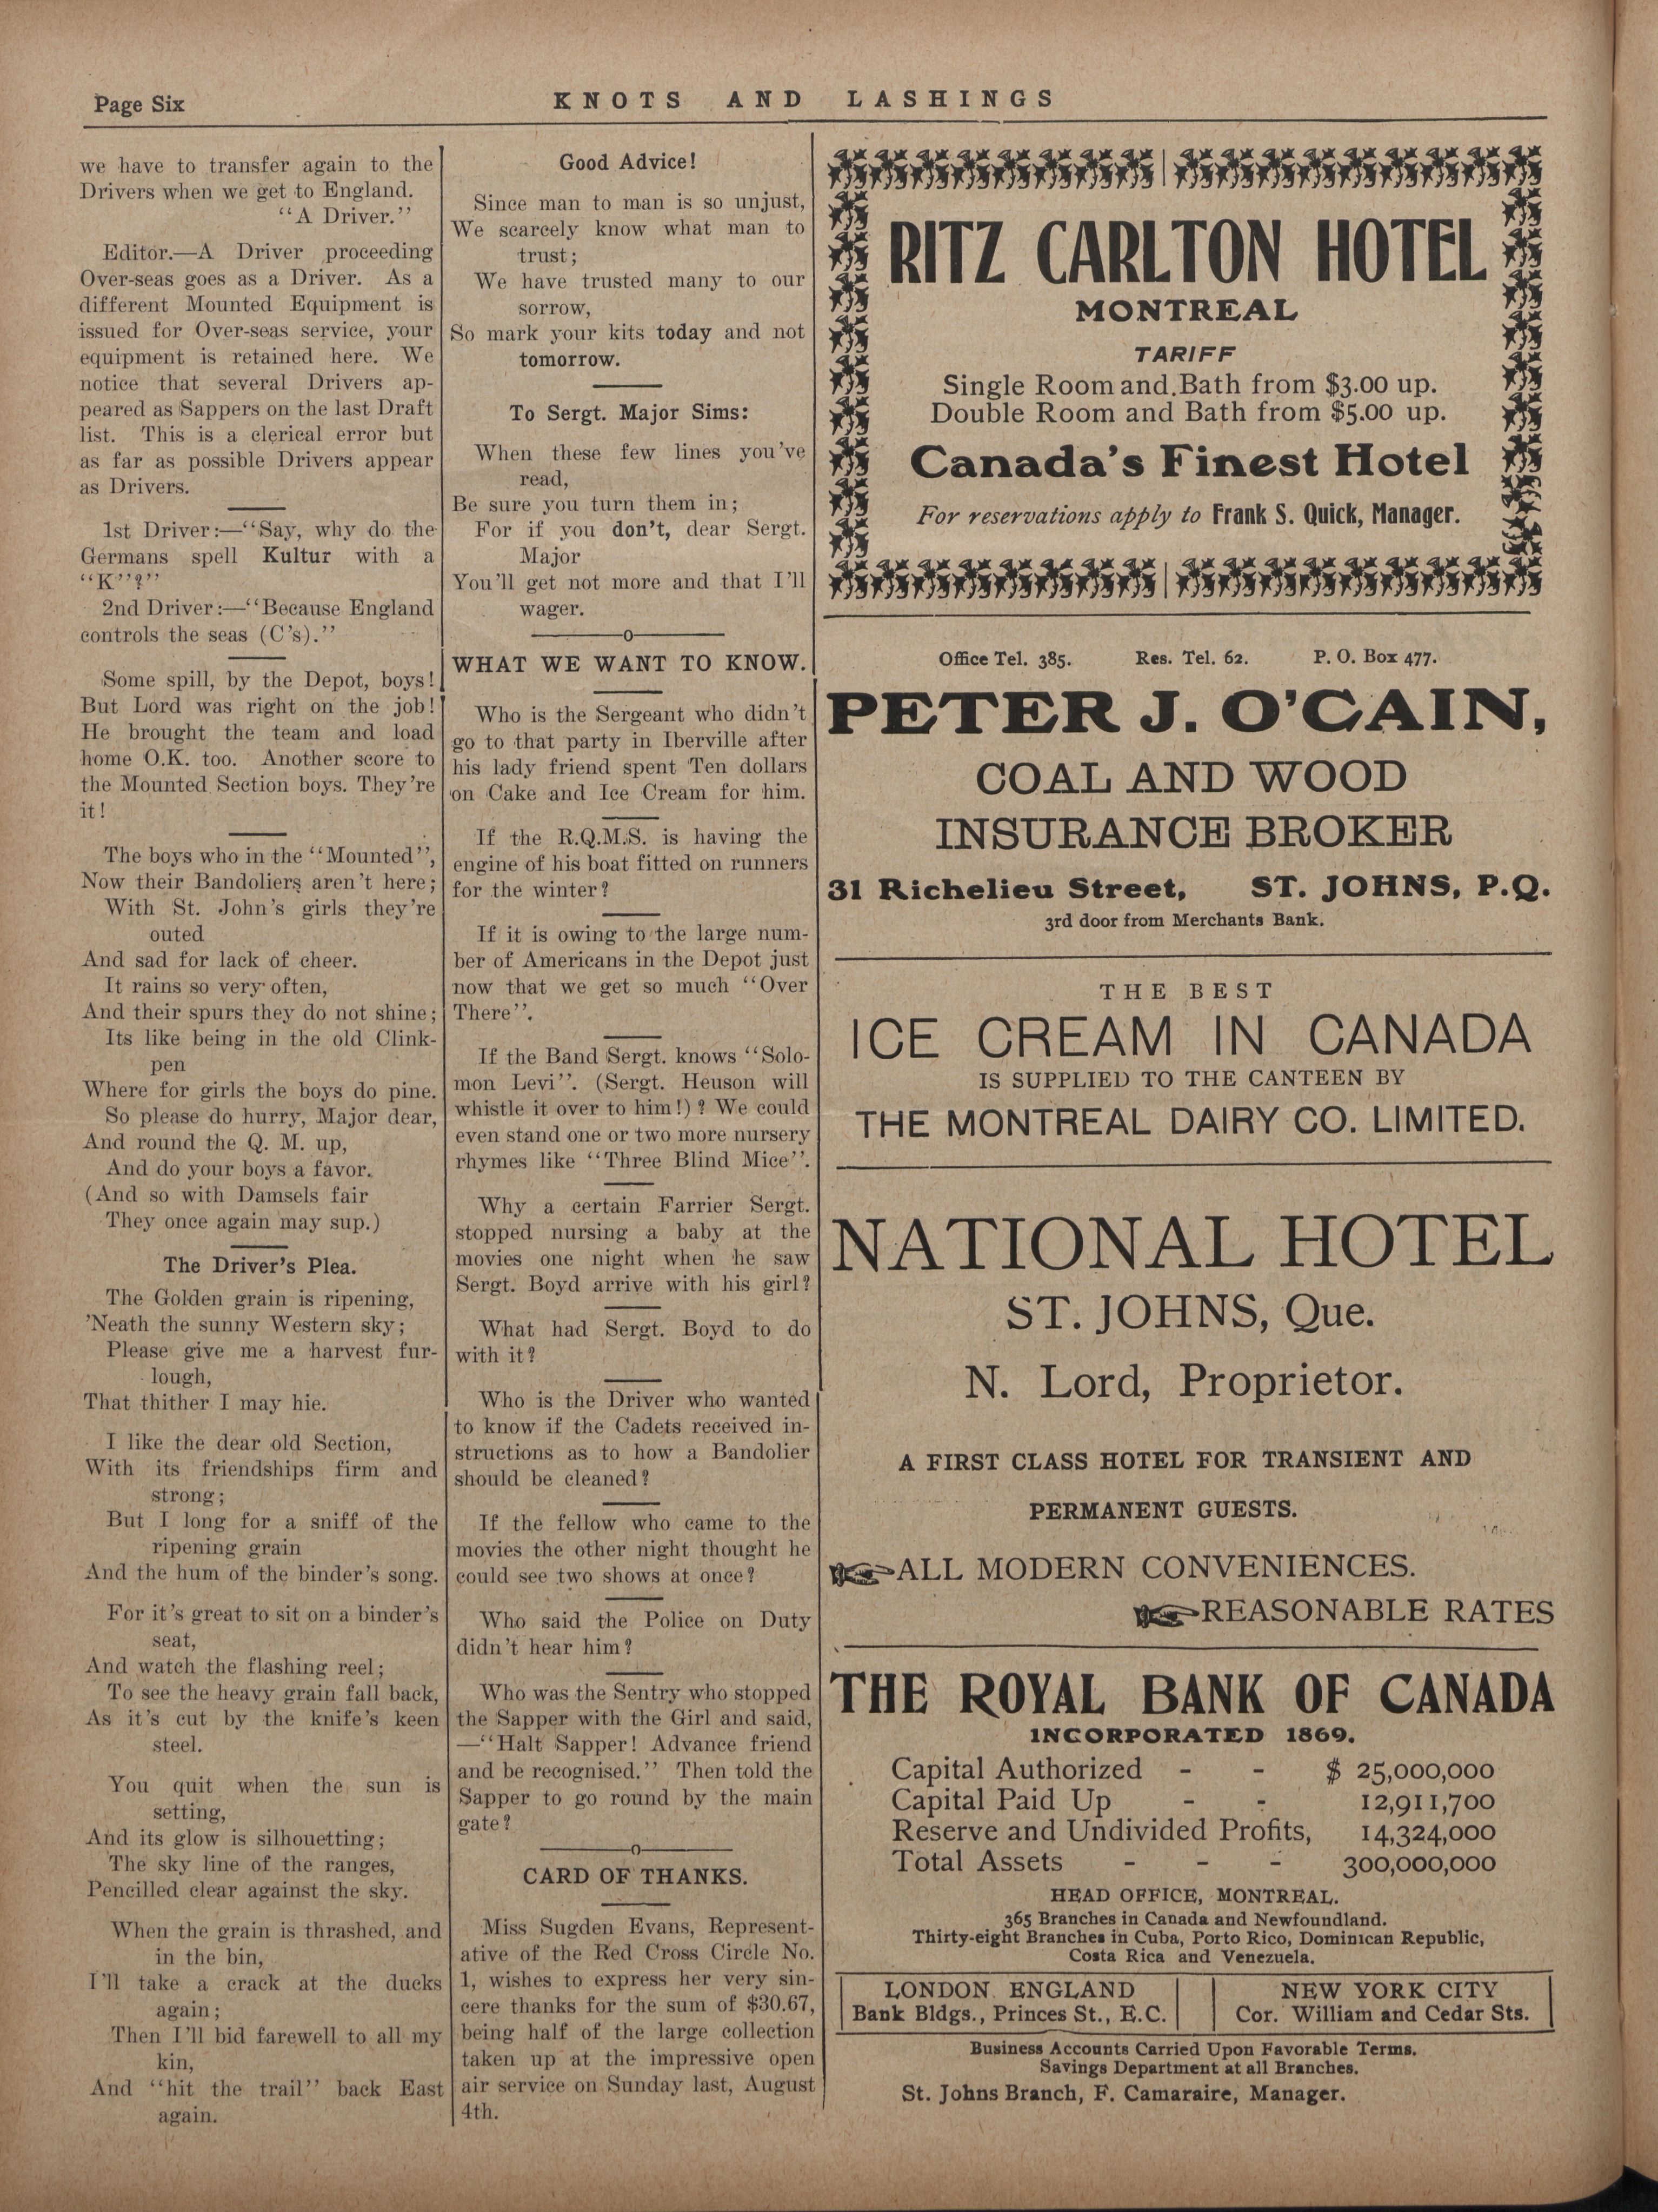 Page Six
KNOTS AND LASHINGS
we have to transfer again to the
Drivers when we get to England.
"A Driver."
Editor.—A Driver proceeding
Over-seas goes as a Driver. As a
different Mounted Equipment is
issued for Over-seas service, your
equipment is retained here. We
notice that several Drivers ap-
peared as Sappers on the last Draft
list. This is a clerical error but
as far as possible Drivers appear
as Drivers.
1st Driver:—"Say, why do the
Germans spell Kultur with a
"K"?"
2nd Driver:—"Because England
controls the seas (C's)."
Some spill, by the Depot, boys!
But Lord was right on the job!
He brought the team and load
home O.K. too. Another score to
the Mounted Section boys. They're
it!
The boys who in the "Mounted",
Now their Bandoliers aren't here;
With St. John's girls they're
outed
And sad for lack of cheer.
It rains so very often,
And their spurs they do not shine;
Its like being in the old Clink-
pen
Where for girls the boys do pine.
So please do hurry, Major dear,
And round the Q. M. up,
And do your boys a favor.
(And so with Damsels fair
They once again may sup.)
The Driver's Plea.
The Golden grain is ripening,
'Neath the sunny Western sky;
Please give me a harvest fur-
lough,
That thither I may hie.
I like the dear old Section,
With its friendships firm and
strong;
But I long for a sniff of the
ripening grain
And the hum of the binder's song.
For it's great to sit on a binder's
seat,
And watch the flashing reel;
To see the heavy grain fall back,
As it's cut by the knife's keen
steel.
You quit when the sun is
setting,
And its glow is silhouetting;
The sky line of the ranges,
Pencilled clear against the sky.
When the grain is thrashed, and
in the bin,
I'll take a crack at the ducks
again;
Then I'll bid farewell to all my
kin,
And "hit the trail" back East
again.
Good Advice!
Since man to man is so unjust,
We scarcely know what man to
trust;
We have trusted many to our
sorrow,
So mark your kits today and not
tomorrow.
To Sergt. Major Sims:
When these few lines you've
read,
Be sure you turn them in;
For if you don't, dear Sergt.
Major
You'll get not more and that I'll
wager.
o
WHAT WE WANT TO KNOW.
Who is the Sergeant who didn't
go to that party in Iberville after
his lady friend spent Ten dollars
on Cake and Ice Cream for him.
If the R.Q.M.S. is having the
engine of his boat fitted on runners
for the winter?
If it is owing to the large num-
ber of Americans in the Depot just
now that we get so much "Over
There".
If the Band Sergt. knows "Solo-
mon Levi". (Sergt. Heuson will
whistle it over to him!)? We could
even stand one or two more nursery
rhymes like "Three Blind Mice".
Why a certain Farrier Sergt.
stopped nursing a baby at the
movies one night when he saw
Sergt. Boyd arrive with his girl?
What had Sergt. Boyd to do
with it?
Who is the Driver who wanted
to know if the Cadets received in-
structions as to how a Bandolier
should be cleaned?
If the fellow who came to the
movies the other night thought he
could see two shows at once?
Who said the Police on Duty
didn't hear him?
Who was the Sentry who stopped
the Sapper with the Girl and said,
—"Halt Sapper! Advance friend
and be recognised." Then told the
Sapper to go round by the main
gate?
o
CARD OF THANKS.
Miss Sugden Evans, Represent-
ative of the Red Cross Circle No.
1, wishes to express her very sin-
cere thanks for the sum of $30.67,
being half of the large collection
taken up at the impressive open
air service on Sunday last, August
4th.
RITZ CARLTON HOTEL
MONTREAL
TARIFF
Single Room and Bath from $3.00 up.
Double Room and Bath from $5.00 up.
Canada's Finest Hotel
For reservations apply to Frank S. Quick, Manager.
Office Tel. 385. Res. Tel. 62. P. O. Box 477.
PETER J. O'CAIN,
COAL AND WOOD
INSURANCE BROKER
31 Richelieu Street, ST. JOHNS, P.Q.
3rd door from Merchants Bank.
THE BEST
ICE CREAM IN CANADA
IS SUPPLIED TO THE CANTEEN BY
THE MONTREAL DAIRY CO. LIMITED.
NATIONAL HOTEL
ST. JOHNS, Que.
N. Lord, Proprietor.
A FIRST CLASS HOTEL FOR TRANSIENT AND
PERMANENT GUESTS.
ALL MODERN CONVENIENCES.
REASONABLE RATES
THE ROYAL BANK OF CANADA
INCORPORATED 1869.
Capital Authorized - - $ 25,000,000
Capital Paid Up - - 12,911,700
Reserve and Undivided Profits, 14,324,000
Total Assets - - - 300,000,000
HEAD OFFICE, MONTREAL.
365 Branches in Canada and Newfoundland.
Thirty-eight Branches in Cuba, Porto Rico, Dominican Republic,
Costa Rica and Venezuela.
LONDON ENGLAND
Bank Bldgs., Princes St., E.C.
NEW YORK CITY
Cor. William and Cedar Sts.
Business Accounts Carried Upon Favorable Terms.
Savings Department at all Branches.
St. Johns Branch, F. Camaraire, Manager.